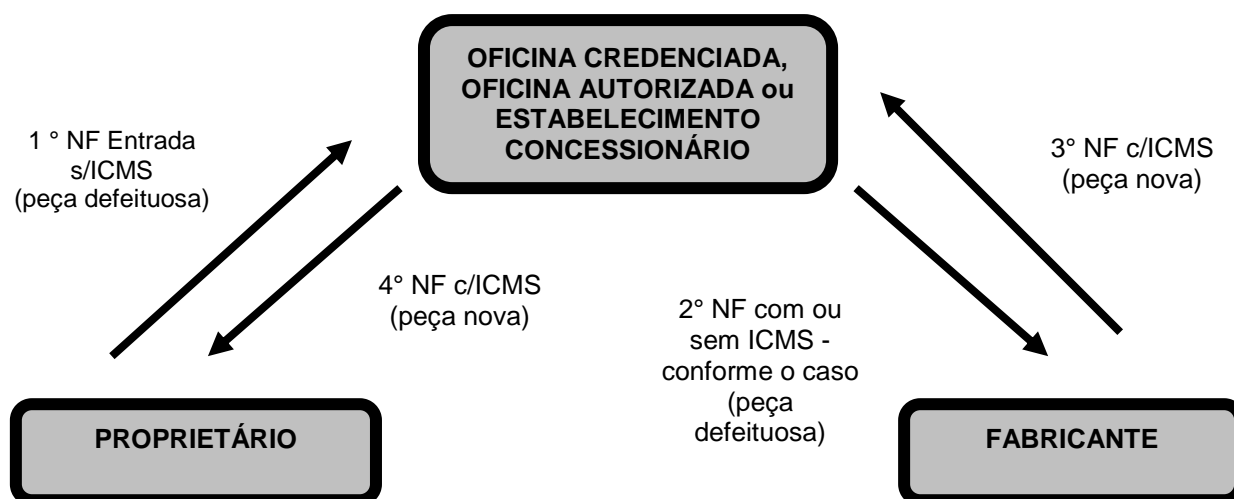 OFICINA CREDENCIADA,
OFICINA AUTORIZADA ou
ESTABELECIMENTO
CONCESSIONÁRIO
1 ° NF Entrada
s/ICMS
(peça defeituosa)
3° NF c/ICMS
(peça nova)
4° NF c/ICMS
(peça nova)
2° NF com ou
sem ICMS -
conforme o caso
(peça
defeituosa)
PROPRIETÁRIO
FABRICANTE